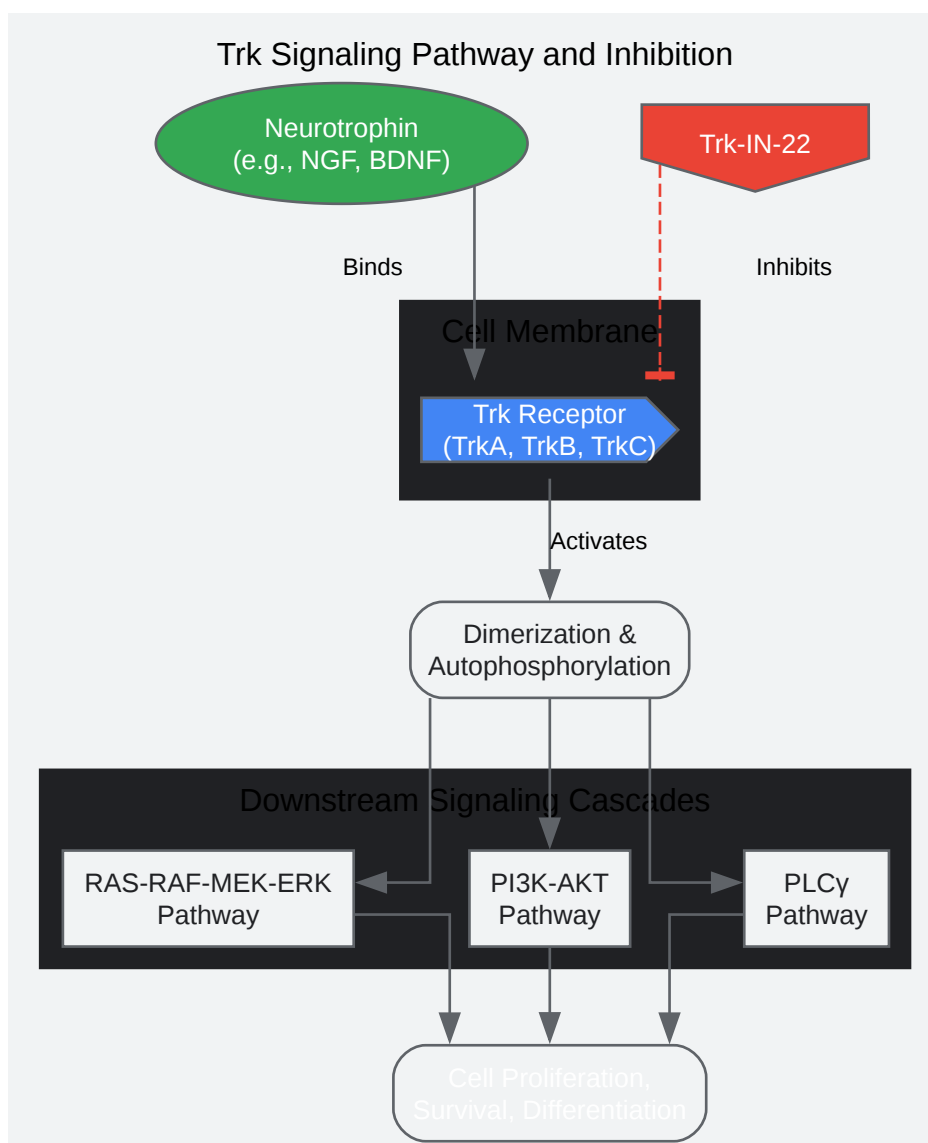 Trk Signaling Pathway and Inhibition
Neurotrophin
(e.g., NGF, BDNF)
Trk-IN-22
Binds
Inhibits
Cell Membrane
Trk Receptor
(TrkA, TrkB, TrkC)
Activates
Dimerization &
Autophosphorylation
Downstream Signaling Cascades
RAS-RAF-MEK-ERK
Pathway
PI3K-AKT
Pathway
PLCγ
Pathway
Cell Proliferation,
Survival, Differentiation